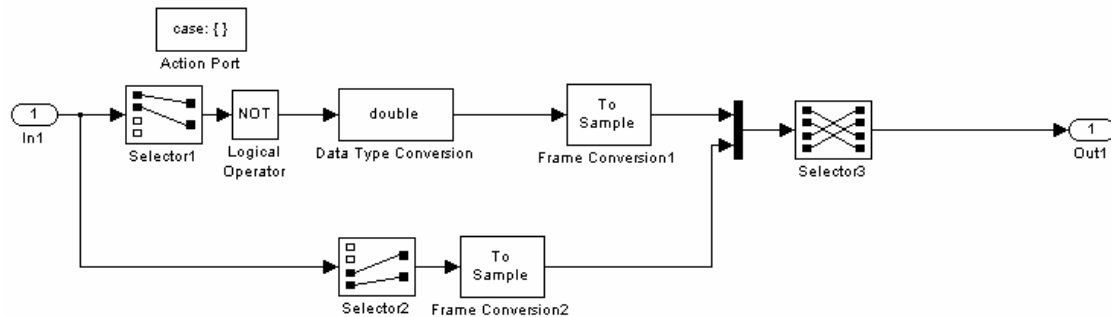 case: { }
Action Port
1
In1
Selector1
NOT
Logical
Operator
double
Data Type Conversion
To
Sample
Frame Conversion1
Selector3
1
Out1
Selector2
To
Sample
Frame Conversion2